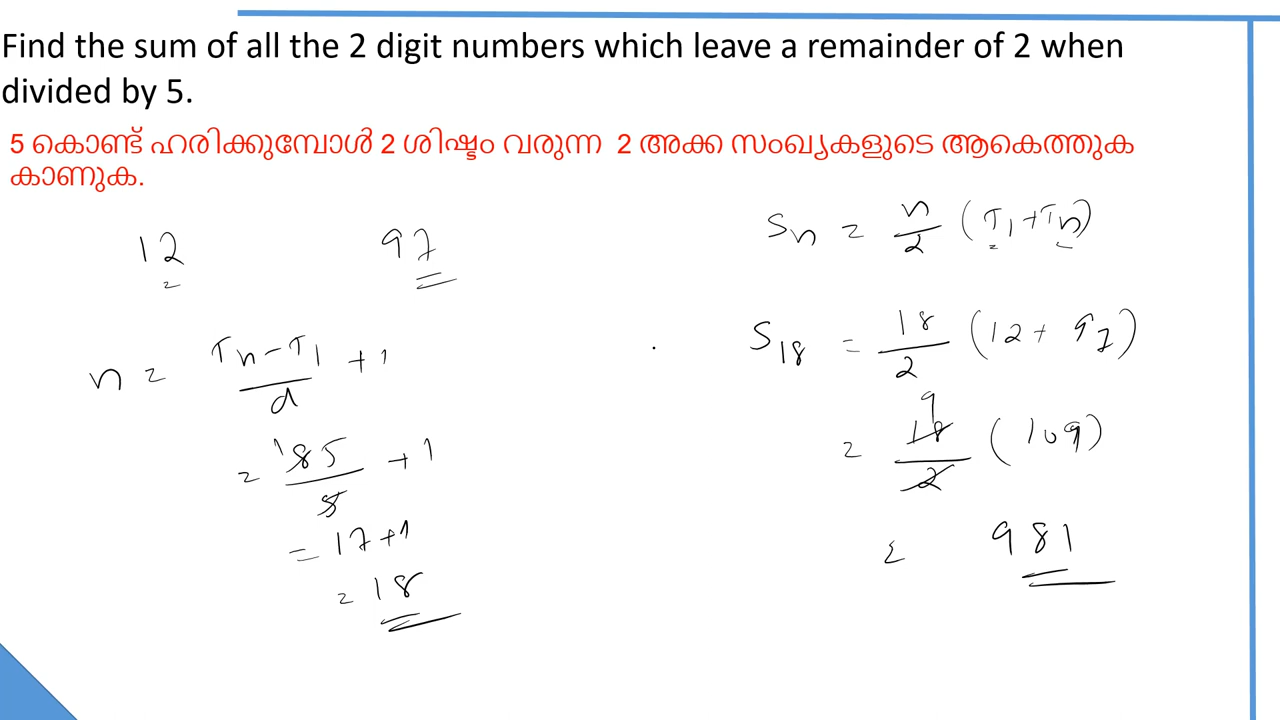 Find the sum of all the 2 digit numbers which leave a remainder of 2 when
divided by 5.
5 കൊണ്ട് ഹരിക്കുമ്പോൾ 2 ശിഷ്ടം വരുന്ന 2 അക്ക സംഖ്യകളുടെ ആകെത്തുക
കാണുക.
12 97
n = (Tn - T1)/d + 1
= 85/5 + 1
= 17+1
= 18
Sn = n/2 (T1+Tn)
S18 = 18/2 (12+97)
= 18/2 (109)
= 981